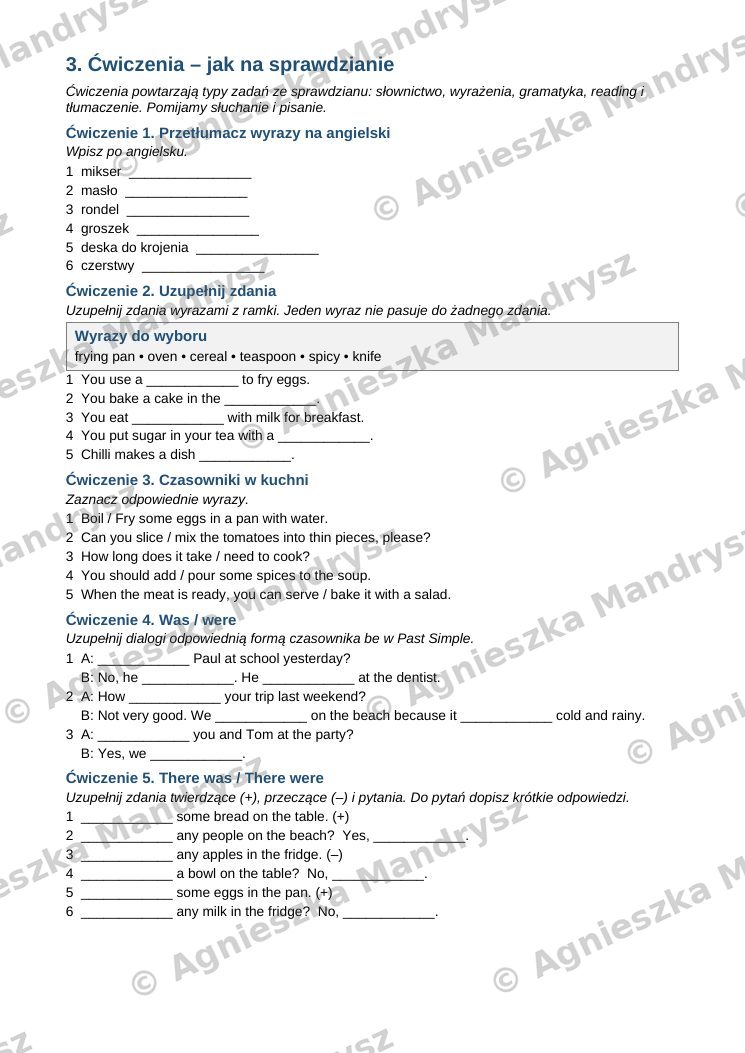 3. Ćwiczenia – jak na sprawdzianie
Ćwiczenia powtarzają typy zadań ze sprawdzianu: słownictwo, wyrażenia, gramatyka, reading i
tłumaczenie. Pomijamy słuchanie i pisanie.
Ćwiczenie 1. Przetłumacz wyrazy na angielski
Wpisz po angielsku.
1 mikser ________________
2 masło ________________
3 rondel ________________
4 groszek ________________
5 deska do krojenia ________________
6 czerstwy ________________
Ćwiczenie 2. Uzupełnij zdania
Uzupełnij zdania wyrazami z ramki. Jeden wyraz nie pasuje do żadnego zdania.
Wyrazy do wyboru
frying pan • oven • cereal • teaspoon • spicy • knife
1 You use a ____________ to fry eggs.
2 You bake a cake in the ____________.
3 You eat ____________ with milk for breakfast.
4 You put sugar in your tea with a ____________.
5 Chilli makes a dish ____________.
Ćwiczenie 3. Czasowniki w kuchni
Zaznacz odpowiednie wyrazy.
1 Boil / Fry some eggs in a pan with water.
2 Can you slice / mix the tomatoes into thin pieces, please?
3 How long does it take / need to cook?
4 You should add / pour some spices to the soup.
5 When the meat is ready, you can serve / bake it with a salad.
Ćwiczenie 4. Was / were
Uzupełnij dialogi odpowiednią formą czasownika be w Past Simple.
1 A: ____________ Paul at school yesterday?
B: No, he ____________. He ____________ at the dentist.
2 A: How ____________ your trip last weekend?
B: Not very good. We ____________ on the beach because it ____________ cold and rainy.
3 A: ____________ you and Tom at the party?
B: Yes, we ____________.
Ćwiczenie 5. There was / There were
Uzupełnij zdania twierdzące (+), przeczące (–) i pytania. Do pytań dopisz krótkie odpowiedzi.
1 ____________ some bread on the table. (+)
2 ____________ any people on the beach? Yes, ____________.
3 ____________ any apples in the fridge. (–)
4 ____________ a bowl on the table? No, ____________.
5 ____________ some eggs in the pan. (+)
6 ____________ any milk in the fridge? No, ____________.
© Agnieszka Mandrysz